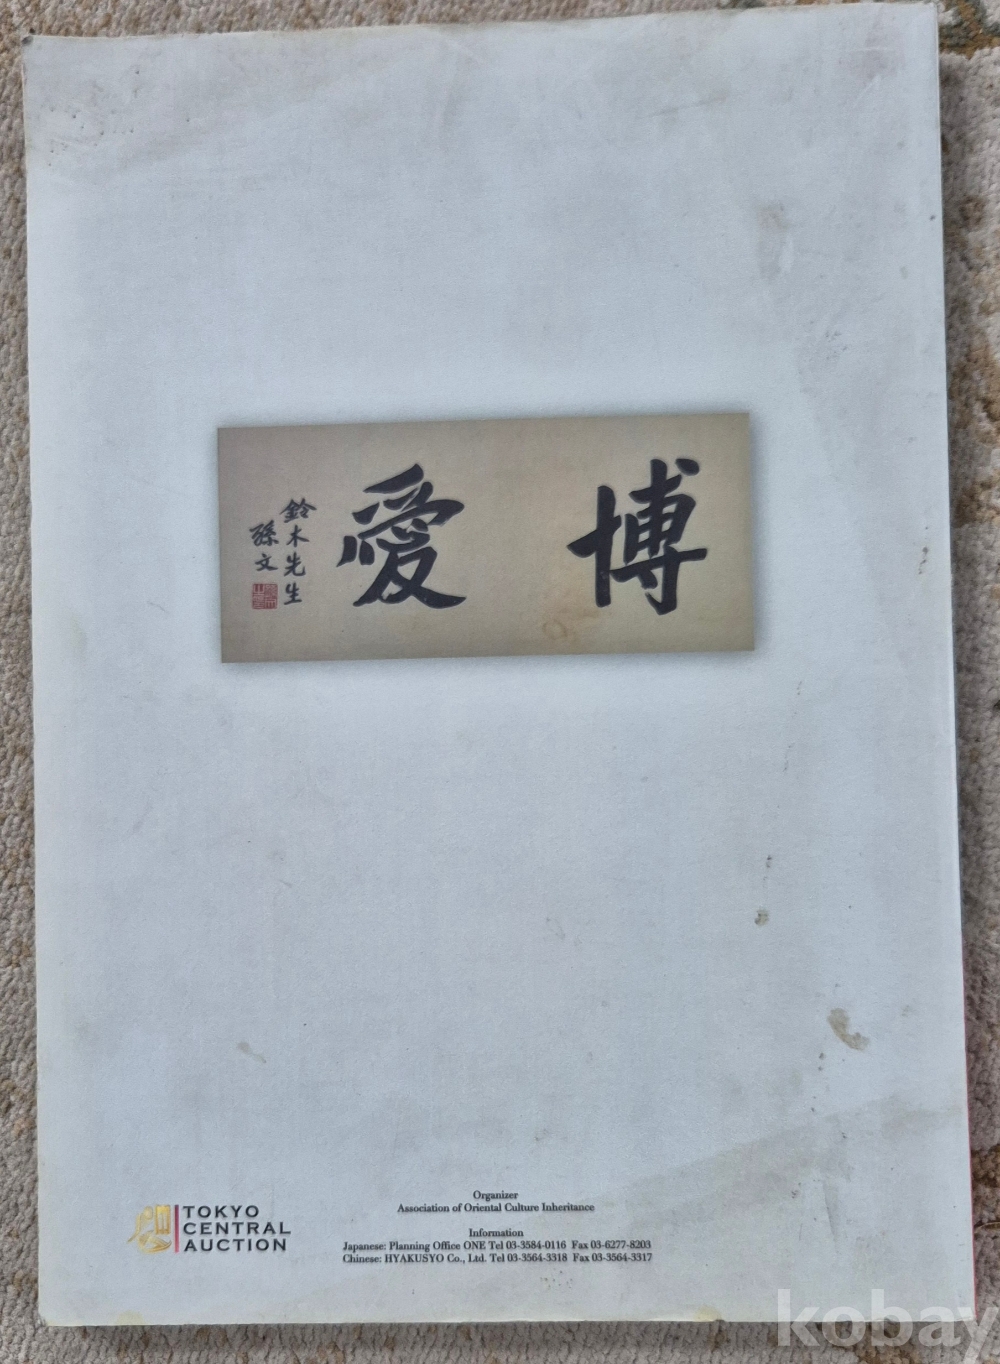 博愛
鈴木先生
孫文
TOKYO
CENTRAL
AUCTION
Organizer
Association of Oriental Culture Inheritance
Information
Japanese: Planning Office ONE Tel 03-3584-0116 Fax 03-6277-8203
Chinese: HYAKUSYO Co., Ltd. Tel 03-3564-3318 Fax 03-3564-3317
kobay